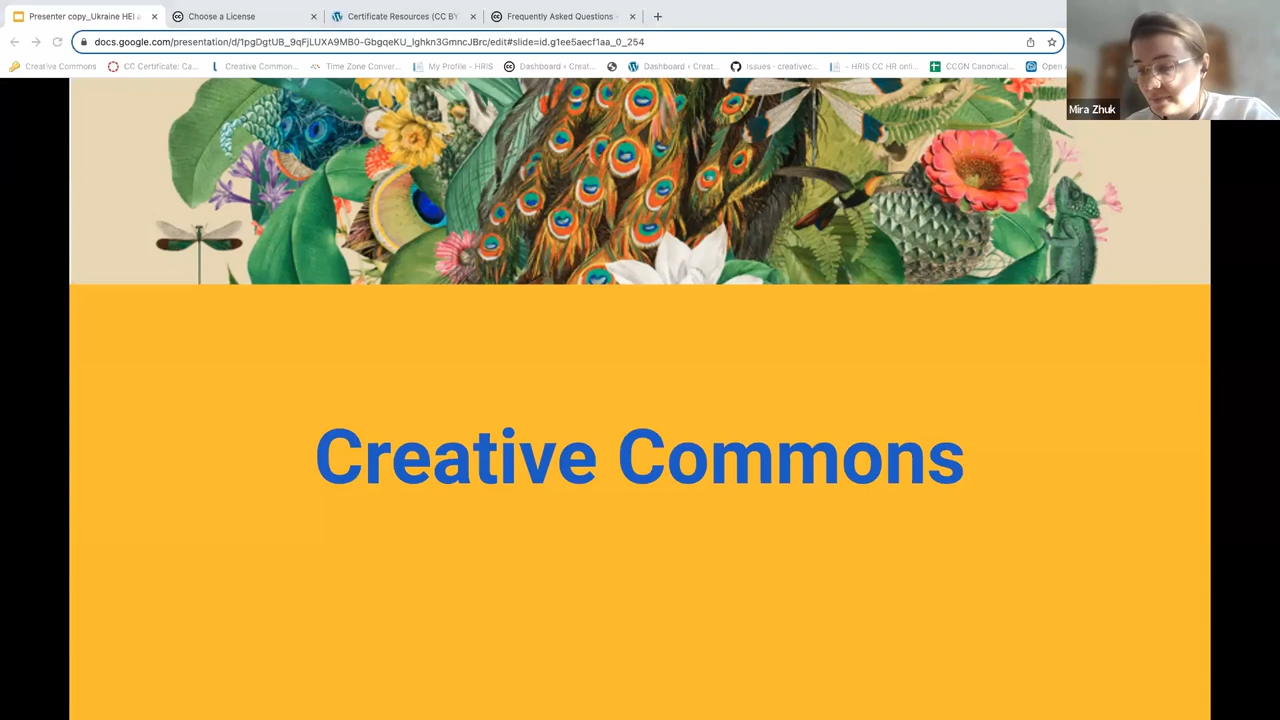 Presenter copy_Ukraine HEI a
Choose a License
Certificate Resources (CC BY
Frequently Asked Questions -
docs.google.com/presentation/d/1pgDgtUB_9qFjLUXA9MB0-GbgqeKU_lghkn3GmncJBrc/edit#slide=id.g1ee5aecf1aa_0_254
Creative Commons
CC Certificate: Ca...
Creative Common...
Time Zone Conver...
My Profile - HRIS
Dashboard ‹ Creat...
Dashboard ‹ Creat...
Issues · creativec...
- HRIS CC HR onli...
CCGN Canonical...
Open
Mira Zhuk
Creative Commons